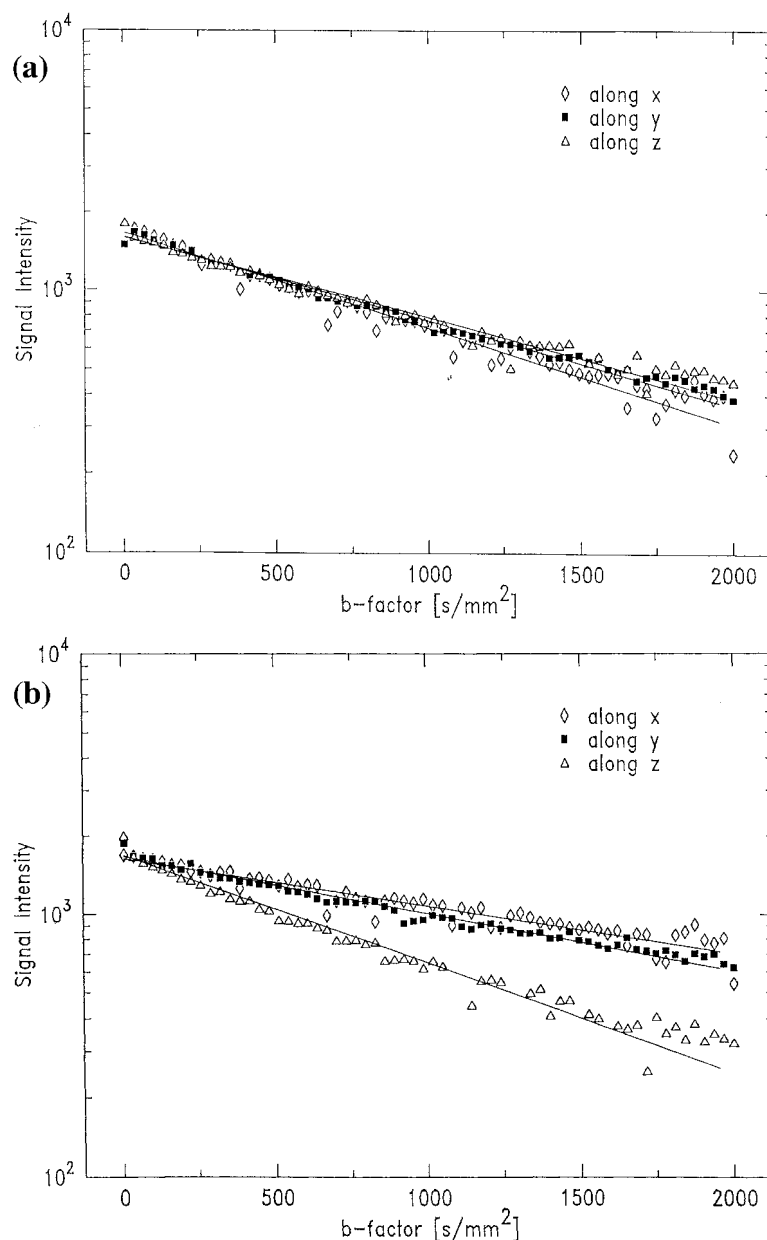 (a)
10^4
along x
along y
along z
Signal Intensity
10^3
10^2
0 500 1000 1500 2000
b-factor [s/mm^2]
(b)
10^4
along x
along y
along z
Signal Intensity
10^3
10^2
0 500 1000 1500 2000
b-factor [s/mm^2]